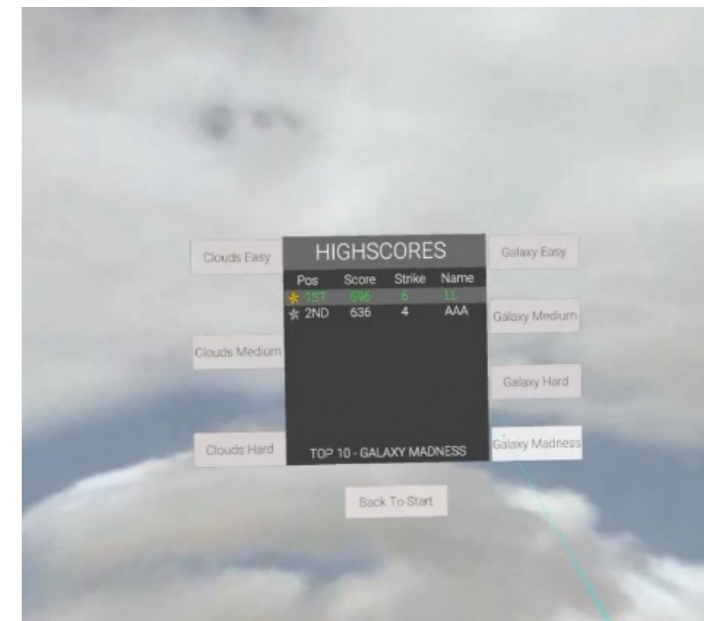 HIGHSCORES
Pos Score Strike Name
1ST 696 6 LL
2ND 636 4 AAA
TOP 10 - GALAXY MADNESS
Clouds Easy
Clouds Medium
Clouds Hard
Galaxy Easy
Galaxy Medium
Galaxy Hard
Galaxy Madness
Back To Start